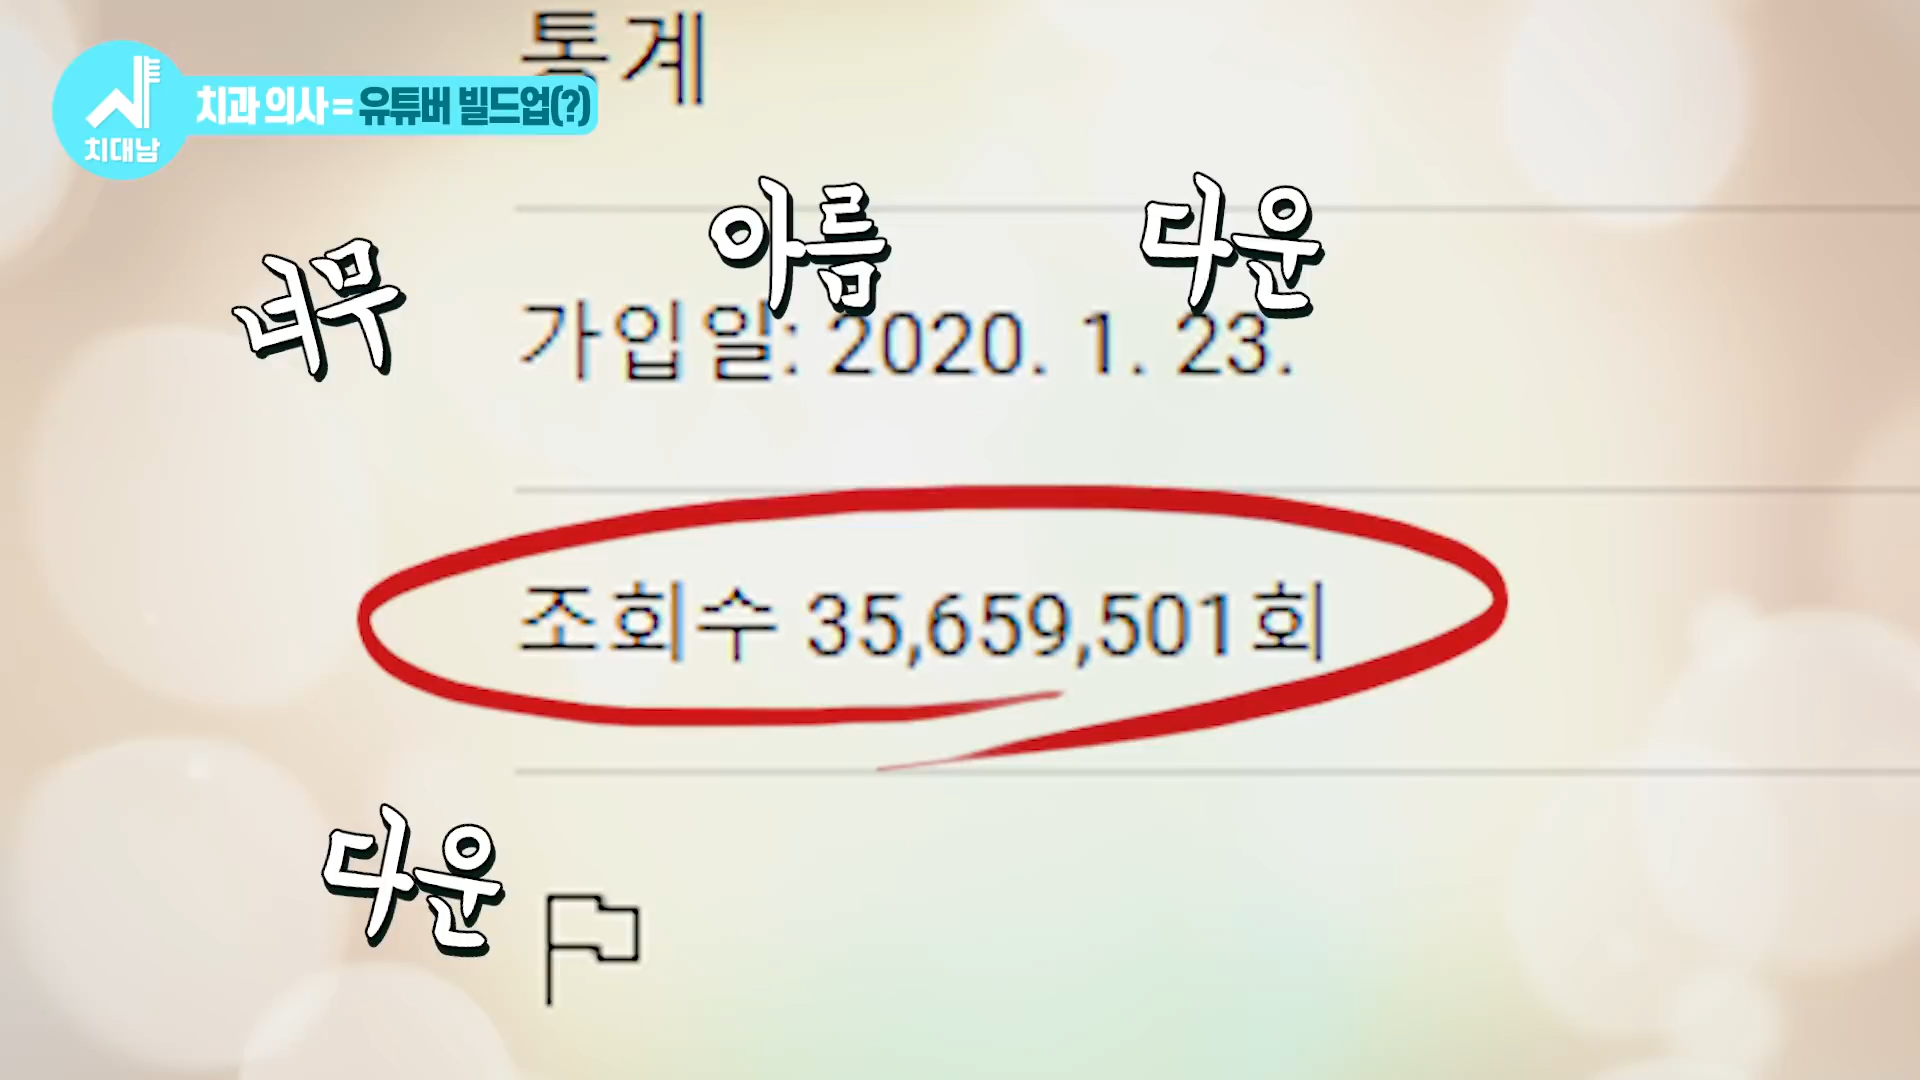 통계
치과 의사 = 유튜버 빌드업(?)
치대남
너무 아름 다운
가입일: 2020. 1. 23.
조회수 35,659,501회
다운